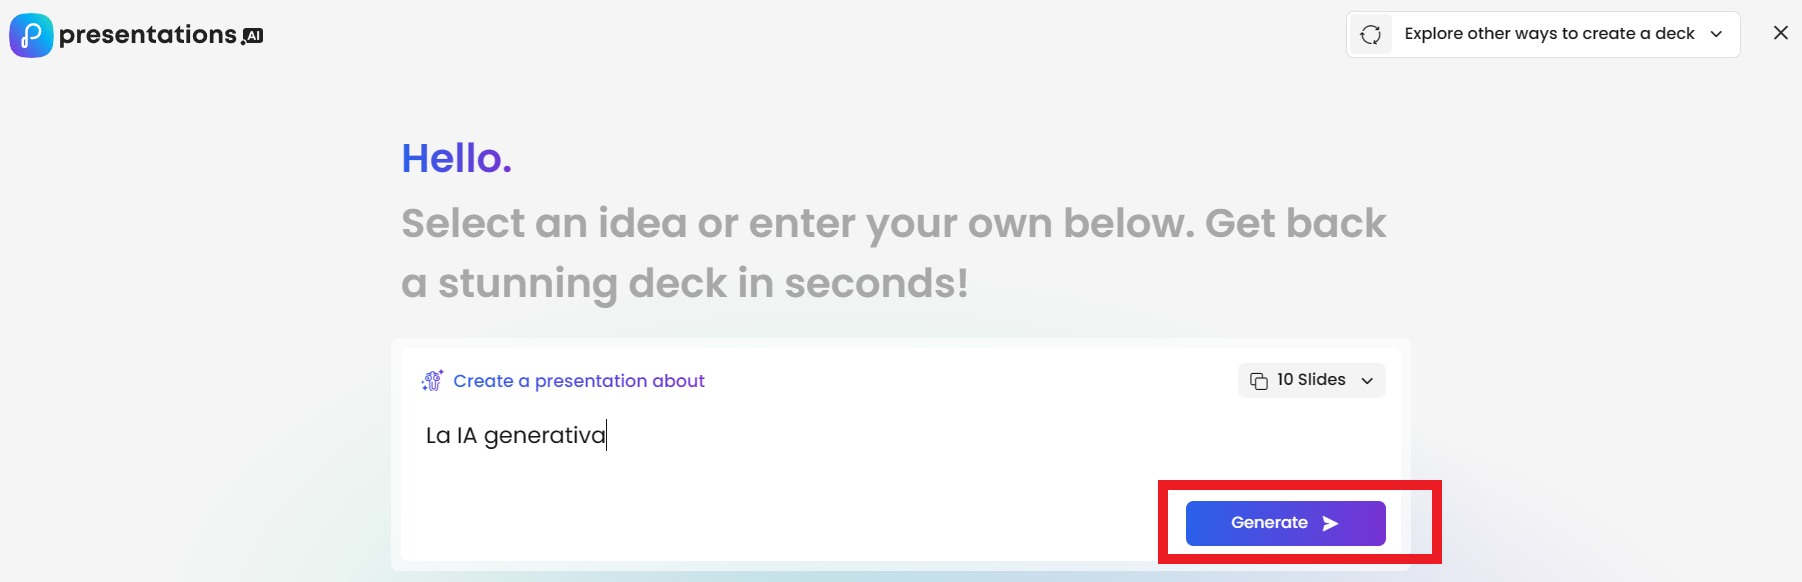 presentations.AI
Explore other ways to create a deck
Hello.
Select an idea or enter your own below. Get back
a stunning deck in seconds!
Create a presentation about
10 Slides
La IA generativa
Generate